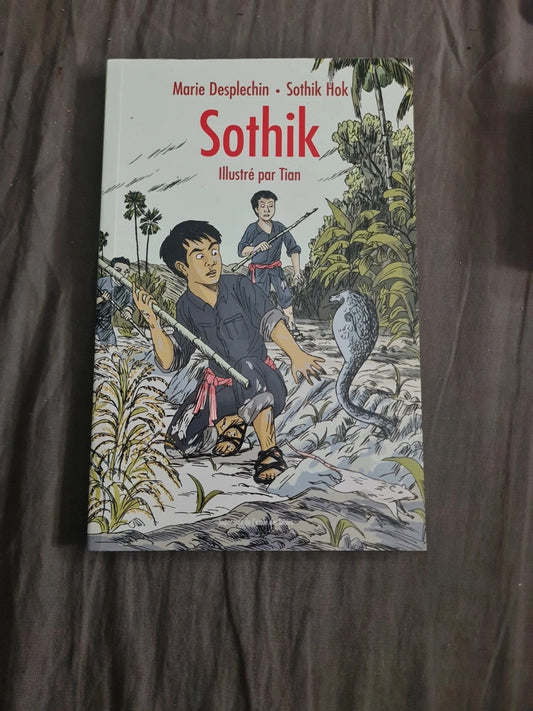 Marie Desplechin • Sothik Hok
Sothik
Illustré par Tian